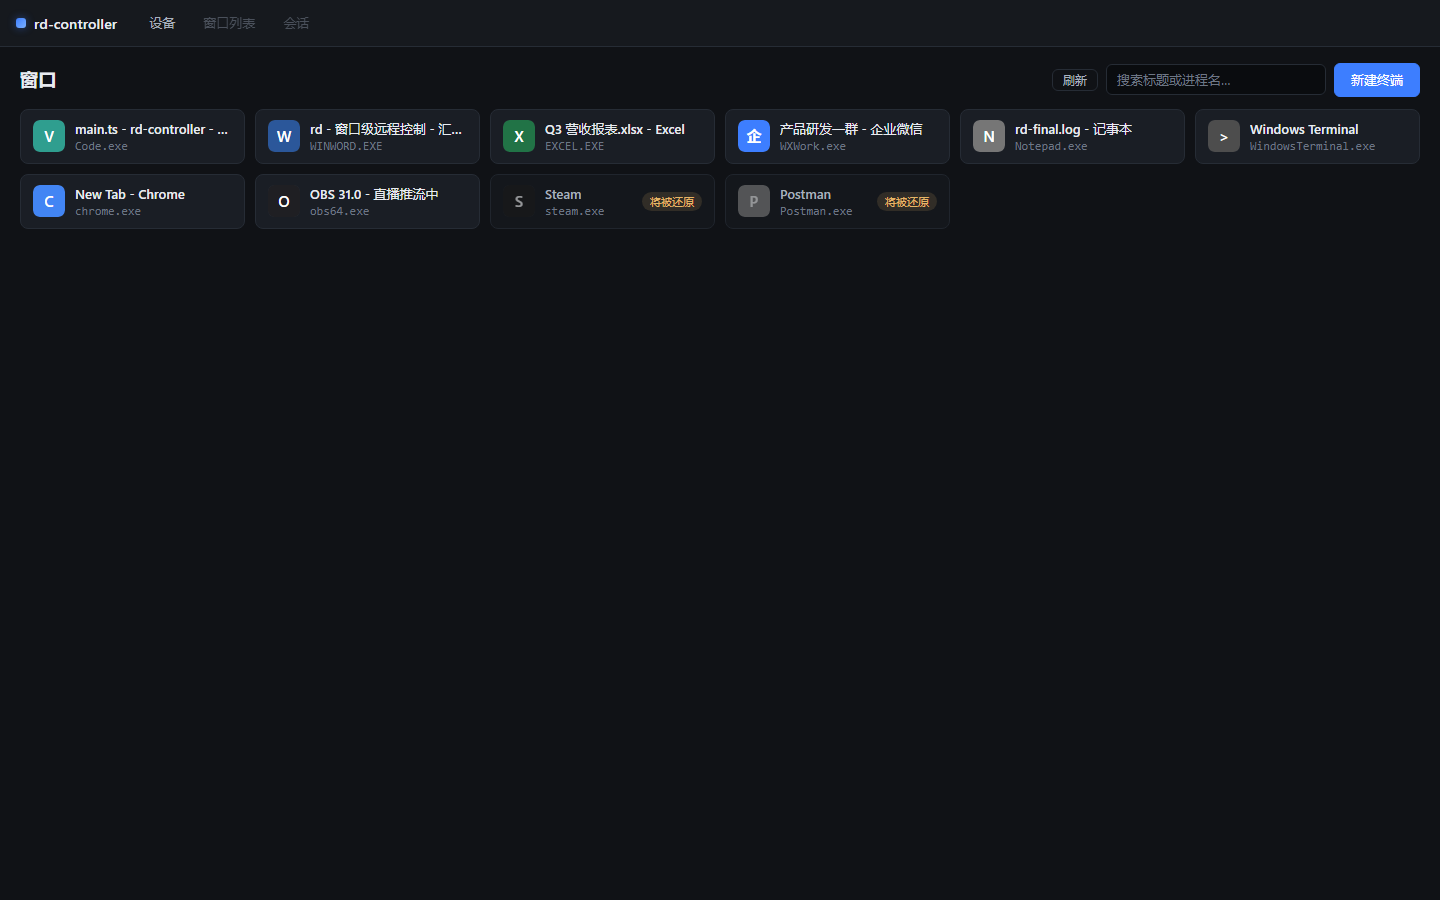 rd-controller 设备 窗口列表 会话
窗口 刷新 搜索标题或进程名... 新建终端
V main.ts - rd-controller - ...
Code.exe
W rd - 窗口级远程控制 - 汇...
WINWORD.EXE
X Q3 营收报表.xlsx - Excel
EXCEL.EXE
企 产品研发一群 - 企业微信
WXWork.exe
N rd-final.log - 记事本
Notepad.exe
> Windows Terminal
WindowsTerminal.exe
C New Tab - Chrome
chrome.exe
O OBS 31.0 - 直播推流中
obs64.exe
S Steam 将被还原
steam.exe
P Postman 将被还原
Postman.exe